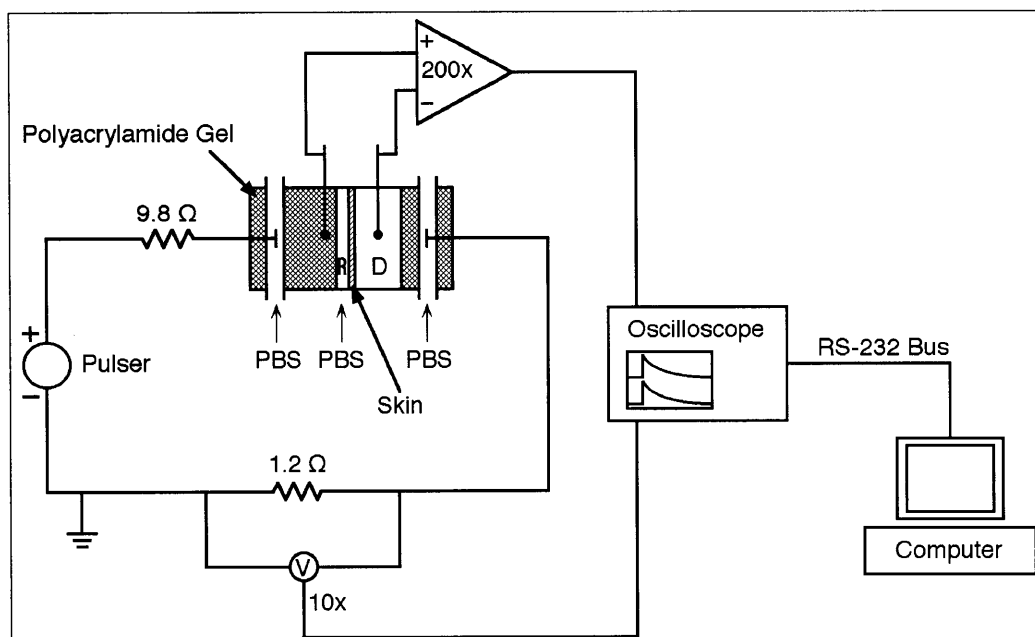 +
200x
−
Polyacrylamide Gel
9.8 Ω
R
D
PBS
PBS
PBS
Skin
+
Pulser
−
Oscilloscope
RS-232 Bus
1.2 Ω
V
10x
Computer